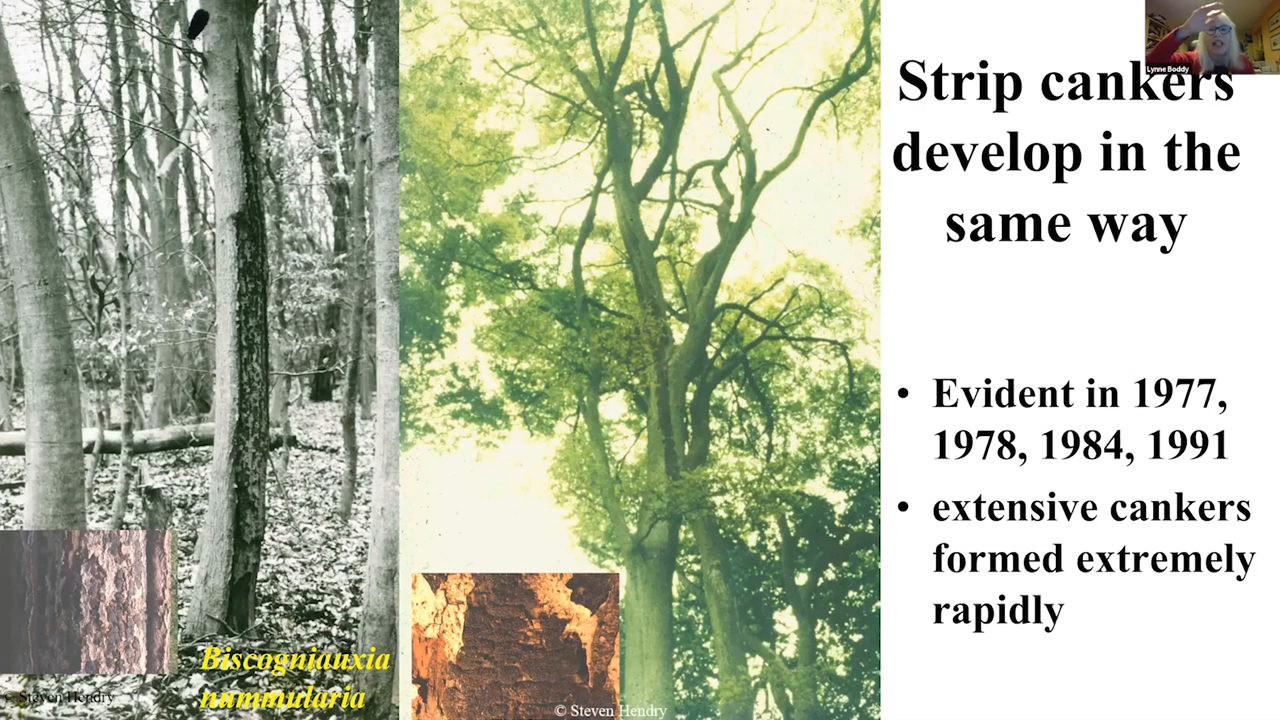 Lynne Boddy
Strip cankers
develop in the
same way
• Evident in 1977,
1978, 1984, 1991
• extensive cankers
formed extremely
rapidly
Biscogniauxia
nummularia
© Steven Hendry
© Steven Hendry